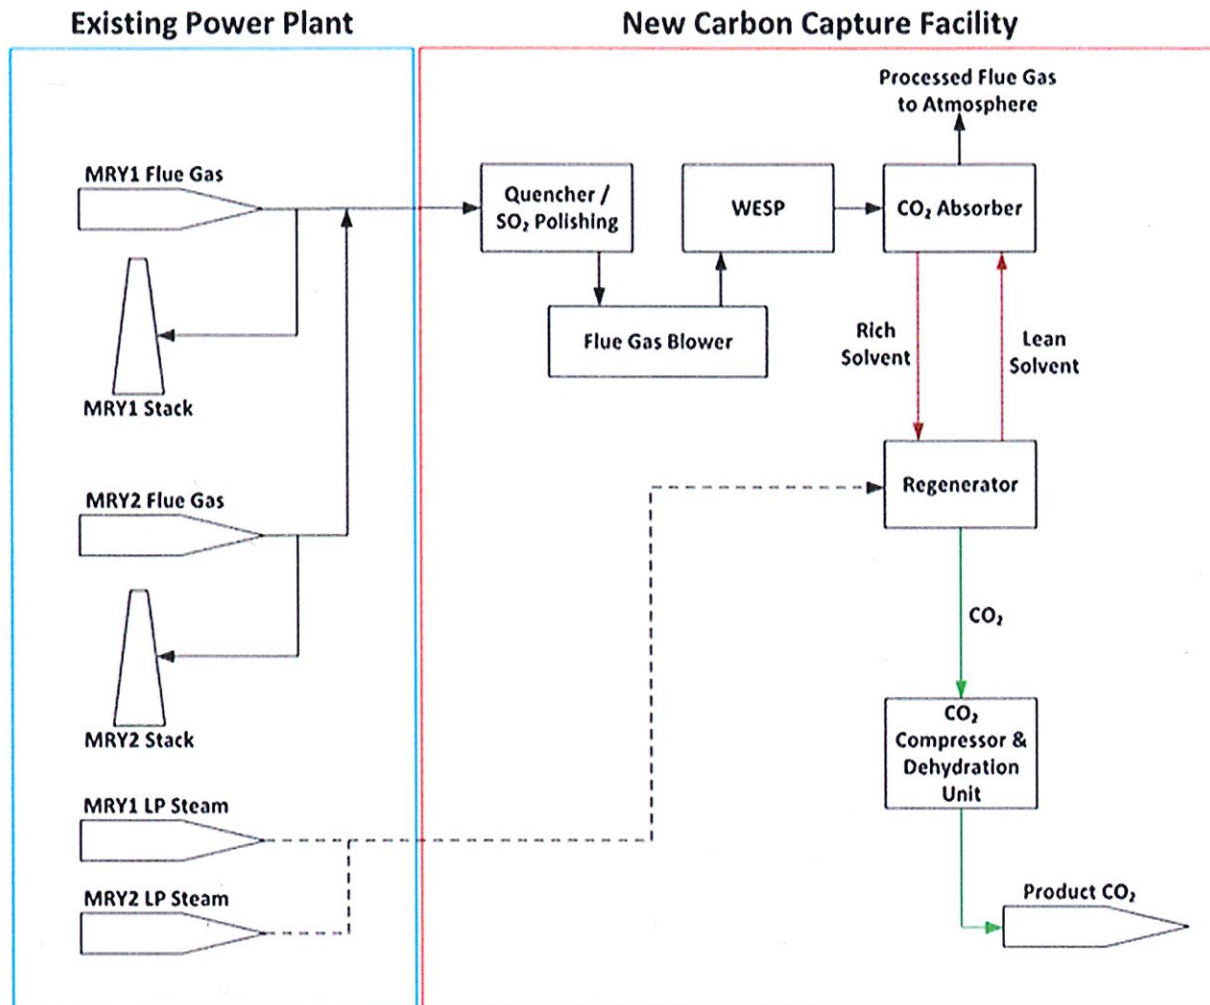 Existing Power Plant
New Carbon Capture Facility
Processed Flue Gas
to Atmosphere
MRY1 Flue Gas
Quencher /
SO₂ Polishing
WESP
CO₂ Absorber
Flue Gas Blower
Rich
Solvent
Lean
Solvent
MRY1 Stack
MRY2 Flue Gas
Regenerator
CO₂
MRY2 Stack
CO₂
Compressor &
Dehydration
Unit
MRY1 LP Steam
MRY2 LP Steam
Product CO₂